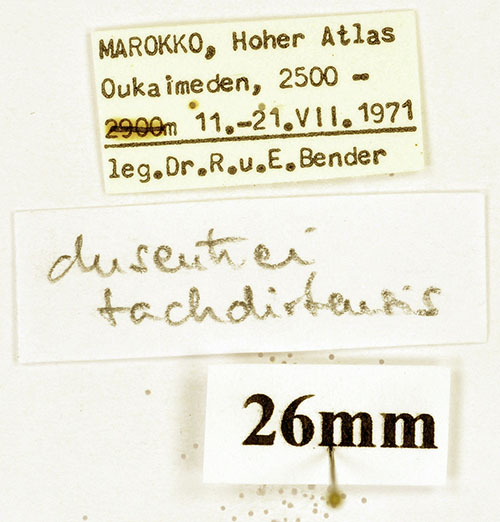 MAROKKO, Hoher Atlas
Oukaimeden, 2500 -
2900m 11.-21.VII.1971
leg.Dr.R.u.E.Bender
dusentrei
tachdirtensis
26mm